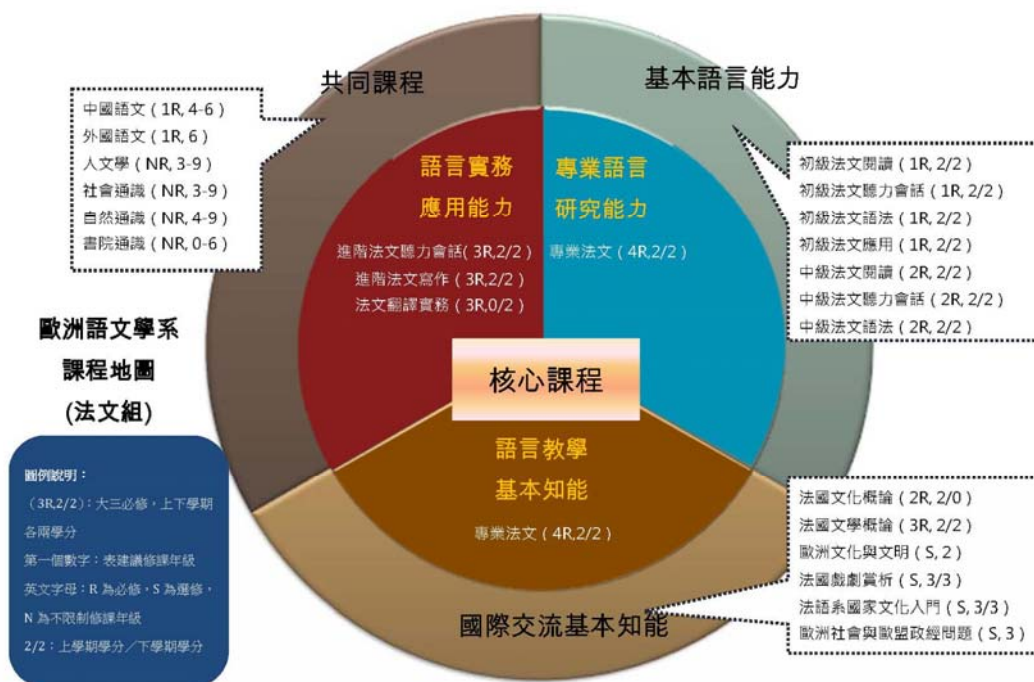 共同課程
中國語文 ( 1R, 4-6 )
外國語文 ( 1R, 6 )
人文學 ( NR, 3-9 )
社會通識 ( NR, 3-9 )
自然通識 ( NR, 4-9 )
書院通識 ( NR, 0-6 )
基本語言能力
初級法文閱讀 ( 1R, 2/2 )
初級法文聽力會話 ( 1R, 2/2 )
初級法文語法 ( 1R, 2/2 )
初級法文應用 ( 1R, 2/2 )
中級法文閱讀 ( 2R, 2/2 )
中級法文聽力會話 ( 2R, 2/2 )
中級法文語法 ( 2R, 2/2 )
語言實務
應用能力
進階法文聽力會話( 3R,2/2 )
進階法文寫作 ( 3R,2/2 )
法文翻譯實務 ( 3R,0/2 )
專業語言
研究能力
專業法文 ( 4R,2/2 )
核心課程
語言教學
基本知能
專業法文 ( 4R,2/2 )
國際交流基本知能
法國文化概論 ( 2R, 2/0 )
法國文學概論 ( 3R, 2/2 )
歐洲文化與文明 ( S, 2 )
法國戲劇賞析 ( S, 3/3 )
法語系國家文化入門 ( S, 3/3 )
歐洲社會與歐盟政經問題 ( S, 3 )
歐洲語文學系
課程地圖
(法文組)
圖例說明：
（3R,2/2）：大三必修，上下學期
各兩學分
第一個數字：表建議修課年級
英文字母：R 為必修，S 為選修，
N 為不限制修課年級
2/2：上學期學分／下學期學分